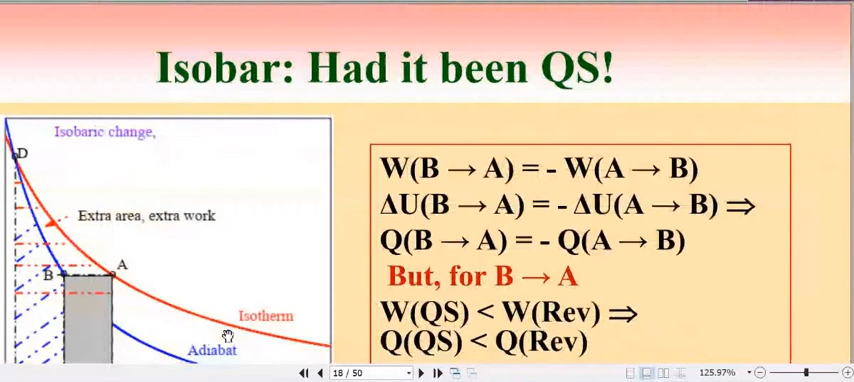 Isobar: Had it been QS!
Isobaric change,
D
Extra area, extra work
B
A
Isotherm
Adiabat
W(B → A) = - W(A → B)
ΔU(B → A) = - ΔU(A → B) ⇒
Q(B → A) = - Q(A → B)
But, for B → A
W(QS) < W(Rev) ⇒
Q(QS) < Q(Rev)
18 / 50
125.97%